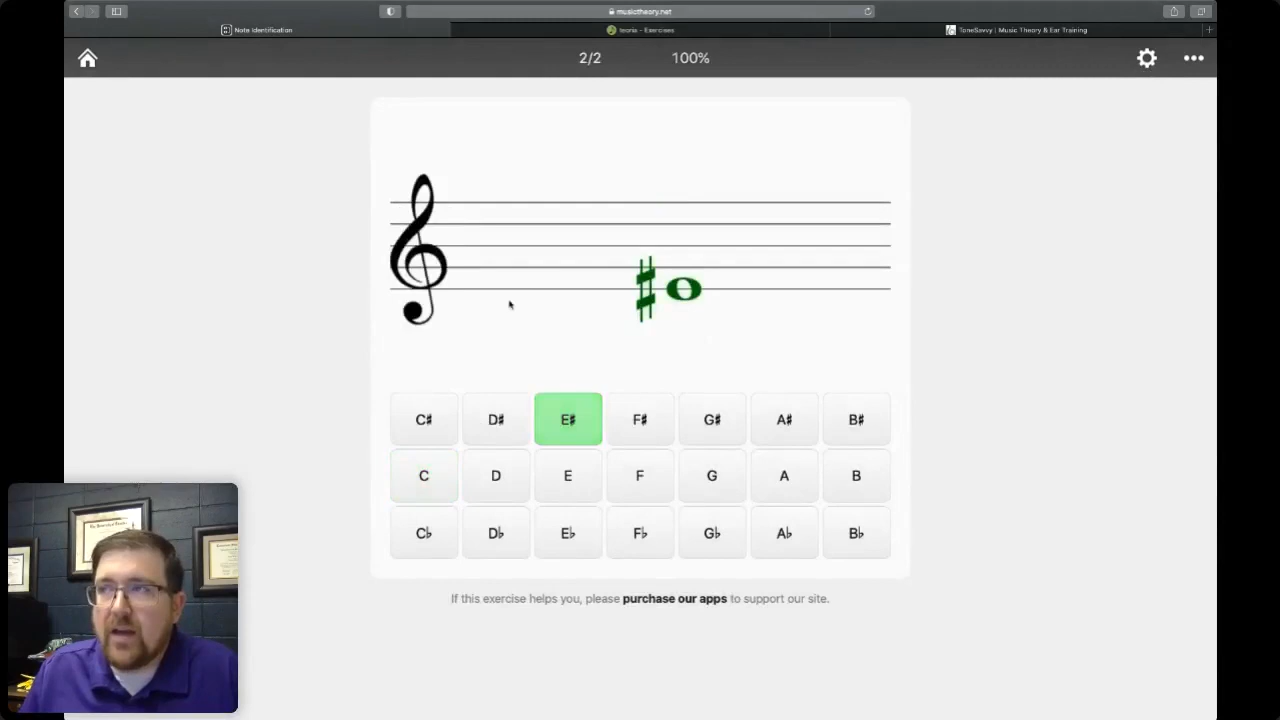 musictheory.net
Note Identification
teoria - Exercises
ToneSavvy | Music Theory & Ear Training
2/2
100%
C♯ D♯ E♯ F♯ G♯ A♯ B♯
C D E F G A B
C♭ D♭ E♭ F♭ G♭ A♭ B♭
If this exercise helps you, please purchase our apps to support our site.